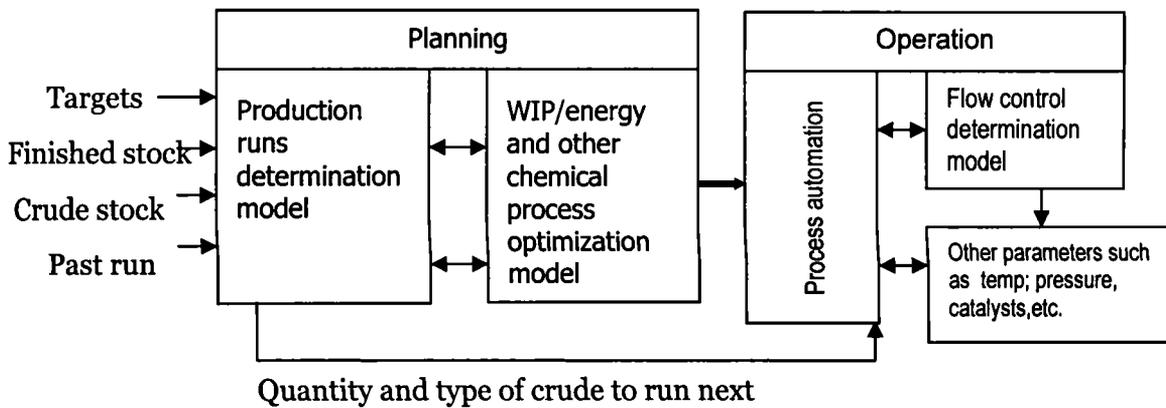 Planning
Operation
Targets
Finished stock
Crude stock
Past run
Production
runs
determination
model
WIP/energy
and other
chemical
process
optimization
model
Process automation
Flow control
determination
model
Other parameters such
as temp; pressure,
catalysts,etc.
Quantity and type of crude to run next